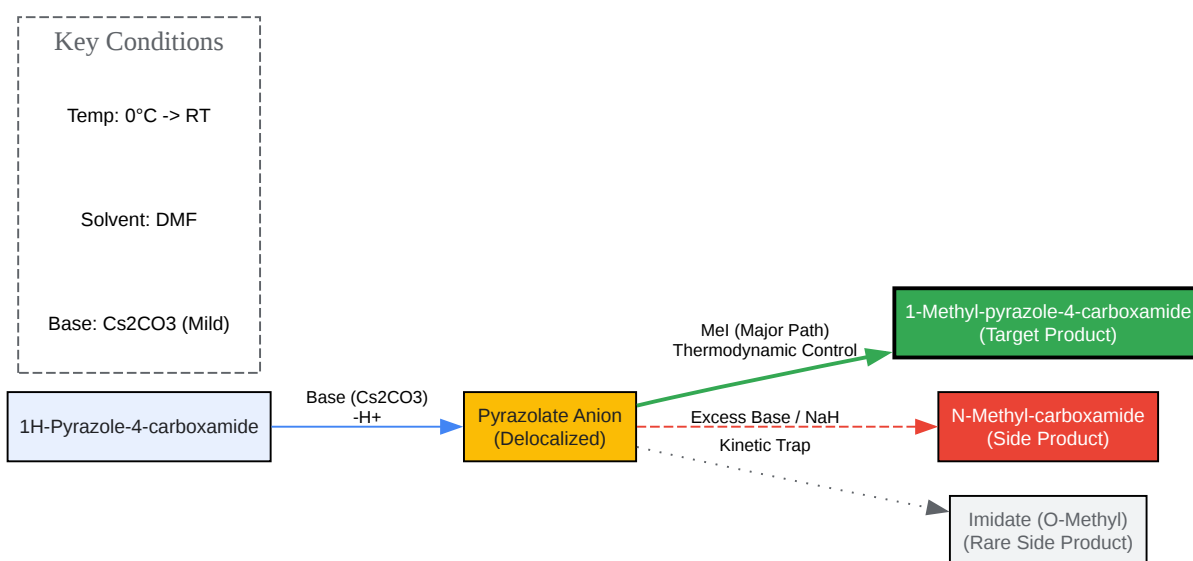 Key Conditions
Temp: 0°C -> RT
Solvent: DMF
Base: Cs2CO3 (Mild)
1H-Pyrazole-4-carboxamide
Base (Cs2CO3)
-H+
Pyrazolate Anion
(Delocalized)
MeI (Major Path)
Thermodynamic Control
1-Methyl-pyrazole-4-carboxamide
(Target Product)
Excess Base / NaH
N-Methyl-carboxamide
(Side Product)
Kinetic Trap
Imidate (O-Methyl)
(Rare Side Product)